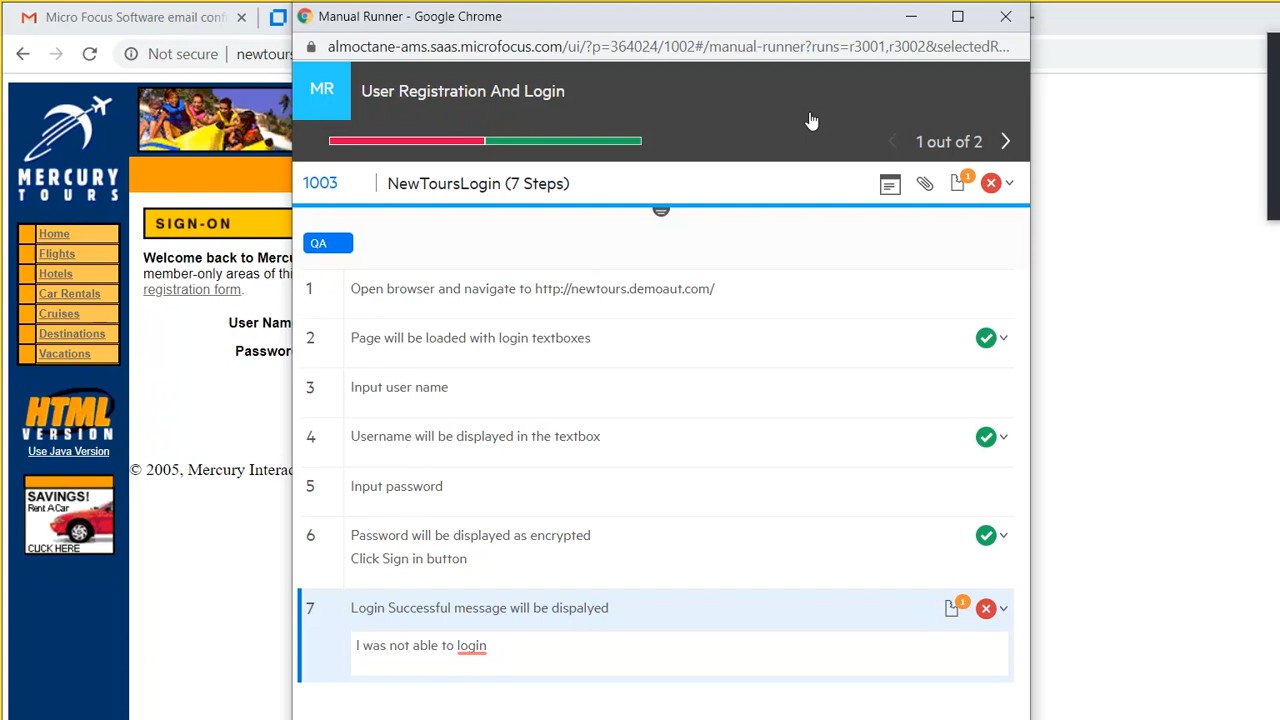 Micro Focus Software email conf
Manual Runner - Google Chrome
Not secure
newtours
almoctane-ams.saas.microfocus.com/ui/?p=364024/1002#/manual-runner?runs=r3001,r3002&selectedR...
MR
User Registration And Login
1 out of 2
1003
NewToursLogin (7 Steps)
1
QA
1 Open browser and navigate to http://newtours.demoaut.com/
2 Page will be loaded with login textboxes
3 Input user name
4 Username will be displayed in the textbox
5 Input password
6 Password will be displayed as encrypted
Click Sign in button
7 Login Successful message will be dispalyed
1
I was not able to login
MERCURY
TOURS
Home
Flights
Hotels
Car Rentals
Cruises
Destinations
Vacations
HTML
VERSION
Use Java Version
SAVINGS!
Rent A Car
CLICK HERE
SIGN-ON
Welcome back to Mercu
member-only areas of thi
registration form.
User Nam
Passwor
© 2005, Mercury Interac